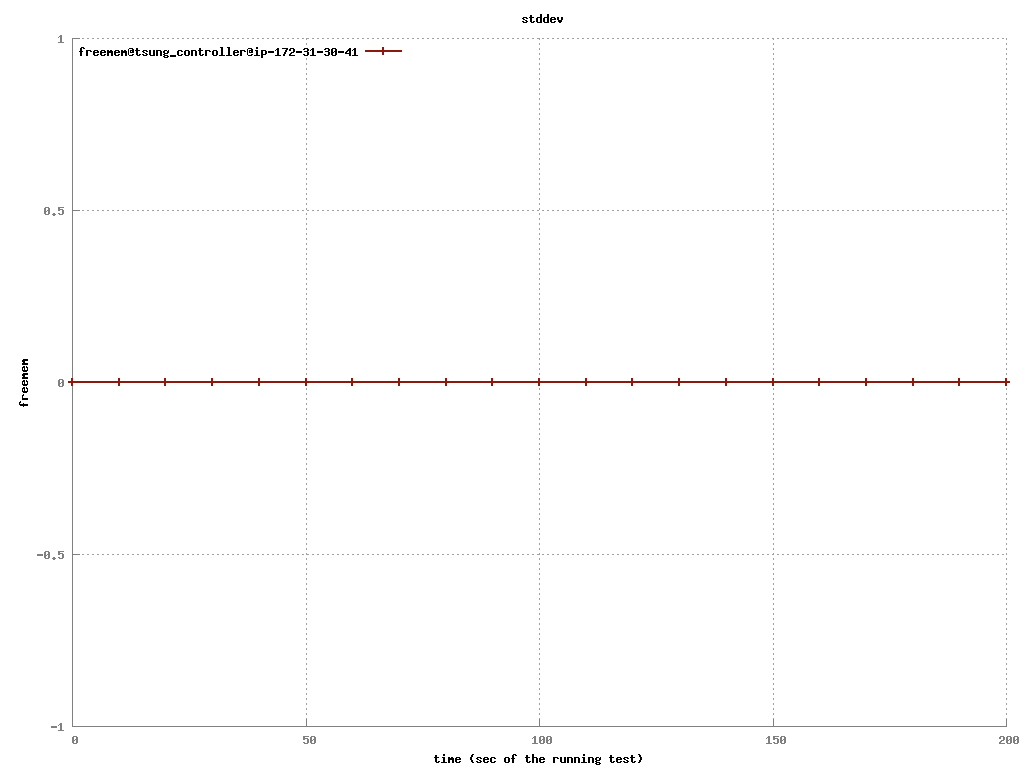 stddev
freemem@tsung_controller@ip-172-31-30-41
1
0.5
0
-0.5
-1
freemem
0 50 100 150 200
time (sec of the running test)